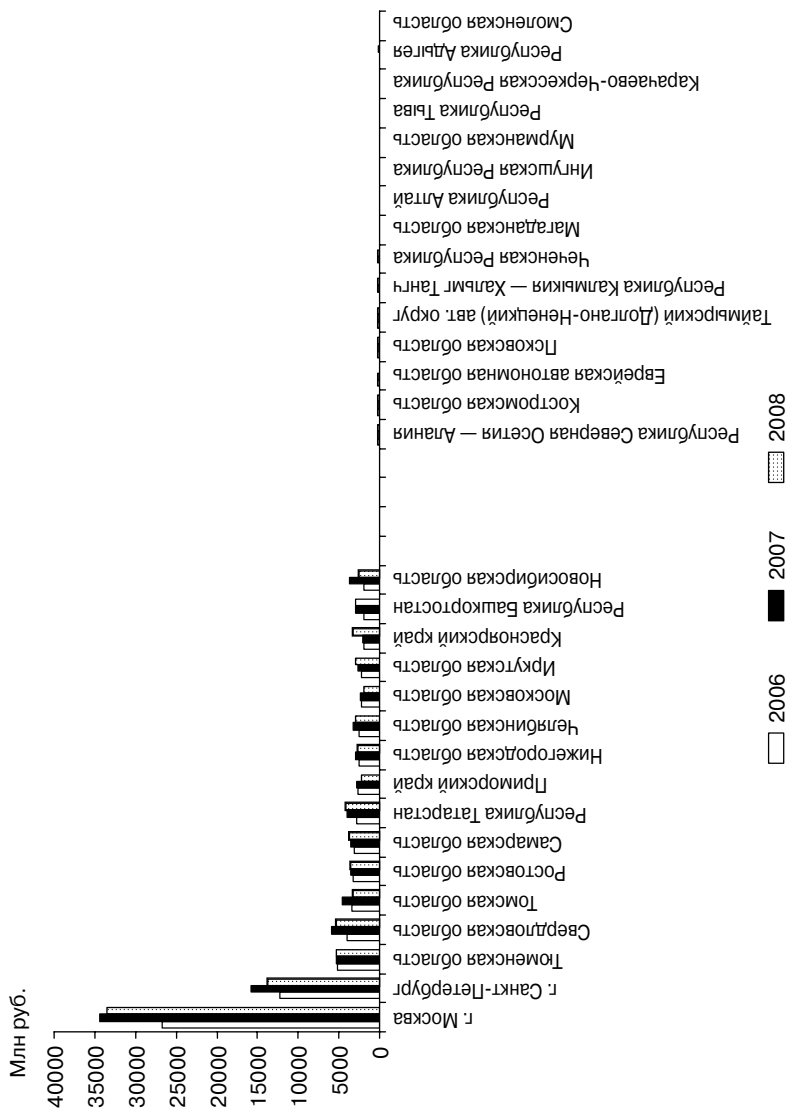 Млн руб.
40000
35000
30000
25000
20000
15000
10000
5000
0
г. Москва
г. Санкт-Петербург
Тюменская область
Свердловская область
Томская область
Ростовская область
Самарская область
Республика Татарстан
Приморский край
Нижегородская область
Челябинская область
Московская область
Иркутская область
Красноярский край
Республика Башкортостан
Новосибирская область
Республика Северная Осетия — Алания
Костромская область
Еврейская автономная область
Псковская область
Таймырский (Долгано-Ненецкий) авт. округ
Республика Калмыкия — Хальмг Тангч
Чеченская Республика
Магаданская область
Республика Алтай
Ингушская Республика
Мурманская область
Республика Тыва
Карачаево-Черкесская Республика
Республика Адыгея
Смоленская область
2006 2007 2008